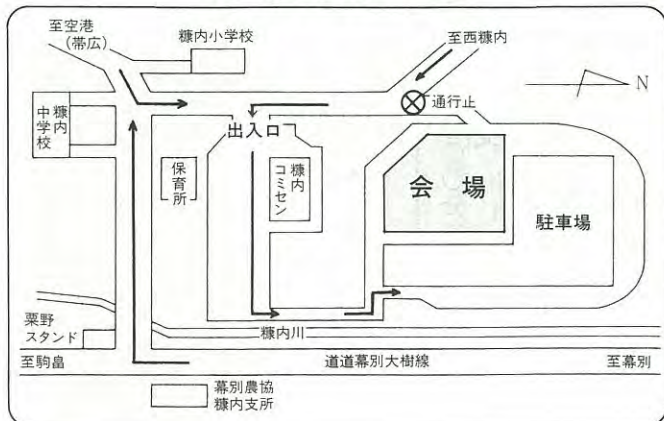 至空港
(帯広)
糠内小学校
至西糠内
通行止
N
糠内
中学校
出入口
保育所
糠内
コミセン
会場
駐車場
粟野
スタンド
糠内川
至駒畠
道道幕別大樹線
至幕別
幕別農協
糠内支所